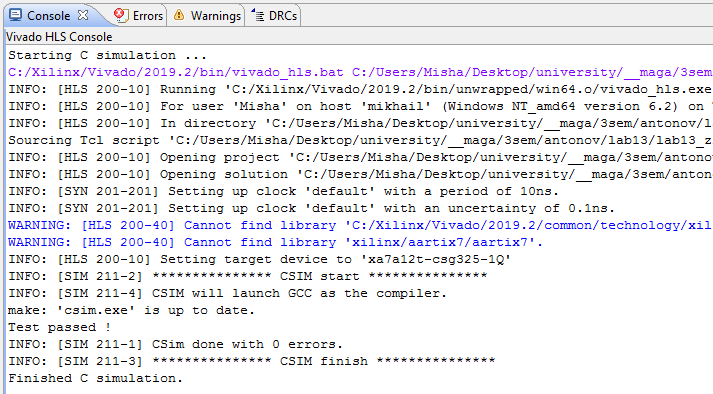 Console Errors Warnings DRCs
Vivado HLS Console
Starting C simulation ...
C:/Xilinx/Vivado/2019.2/bin/vivado_hls.bat C:/Users/Misha/Desktop/university/__maga/3sem
INFO: [HLS 200-10] Running 'C:/Xilinx/Vivado/2019.2/bin/unwrapped/win64.o/vivado_hls.exe
INFO: [HLS 200-10] For user 'Misha' on host 'mikhail' (Windows NT_amd64 version 6.2) on
INFO: [HLS 200-10] In directory 'C:/Users/Misha/Desktop/university/__maga/3sem/antonov/l
Sourcing Tcl script 'C:/Users/Misha/Desktop/university/__maga/3sem/antonov/lab13/lab13_z
INFO: [HLS 200-10] Opening project 'C:/Users/Misha/Desktop/university/__maga/3sem/antono
INFO: [HLS 200-10] Opening solution 'C:/Users/Misha/Desktop/university/__maga/3sem/anton
INFO: [SYN 201-201] Setting up clock 'default' with a period of 10ns.
INFO: [SYN 201-201] Setting up clock 'default' with an uncertainty of 0.1ns.
WARNING: [HLS 200-40] Cannot find library 'C:/Xilinx/Vivado/2019.2/common/technology/xil
WARNING: [HLS 200-40] Cannot find library 'xilinx/aartix7/aartix7'.
INFO: [HLS 200-10] Setting target device to 'xa7a12t-csg325-1Q'
INFO: [SIM 211-2] *************** CSIM start ***************
INFO: [SIM 211-4] CSIM will launch GCC as the compiler.
make: 'csim.exe' is up to date.
Test passed !
INFO: [SIM 211-1] CSim done with 0 errors.
INFO: [SIM 211-3] *************** CSIM finish ***************
Finished C simulation.